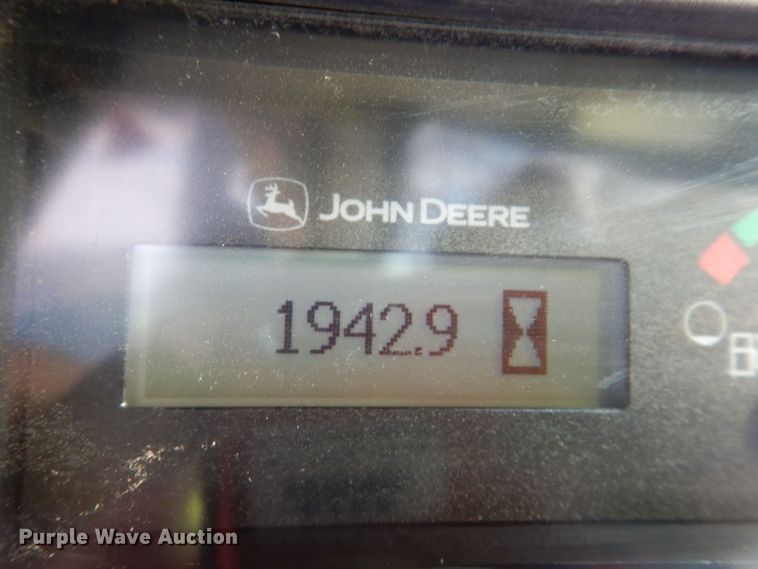 JOHN DEERE
1942.9
Purple Wave Auction